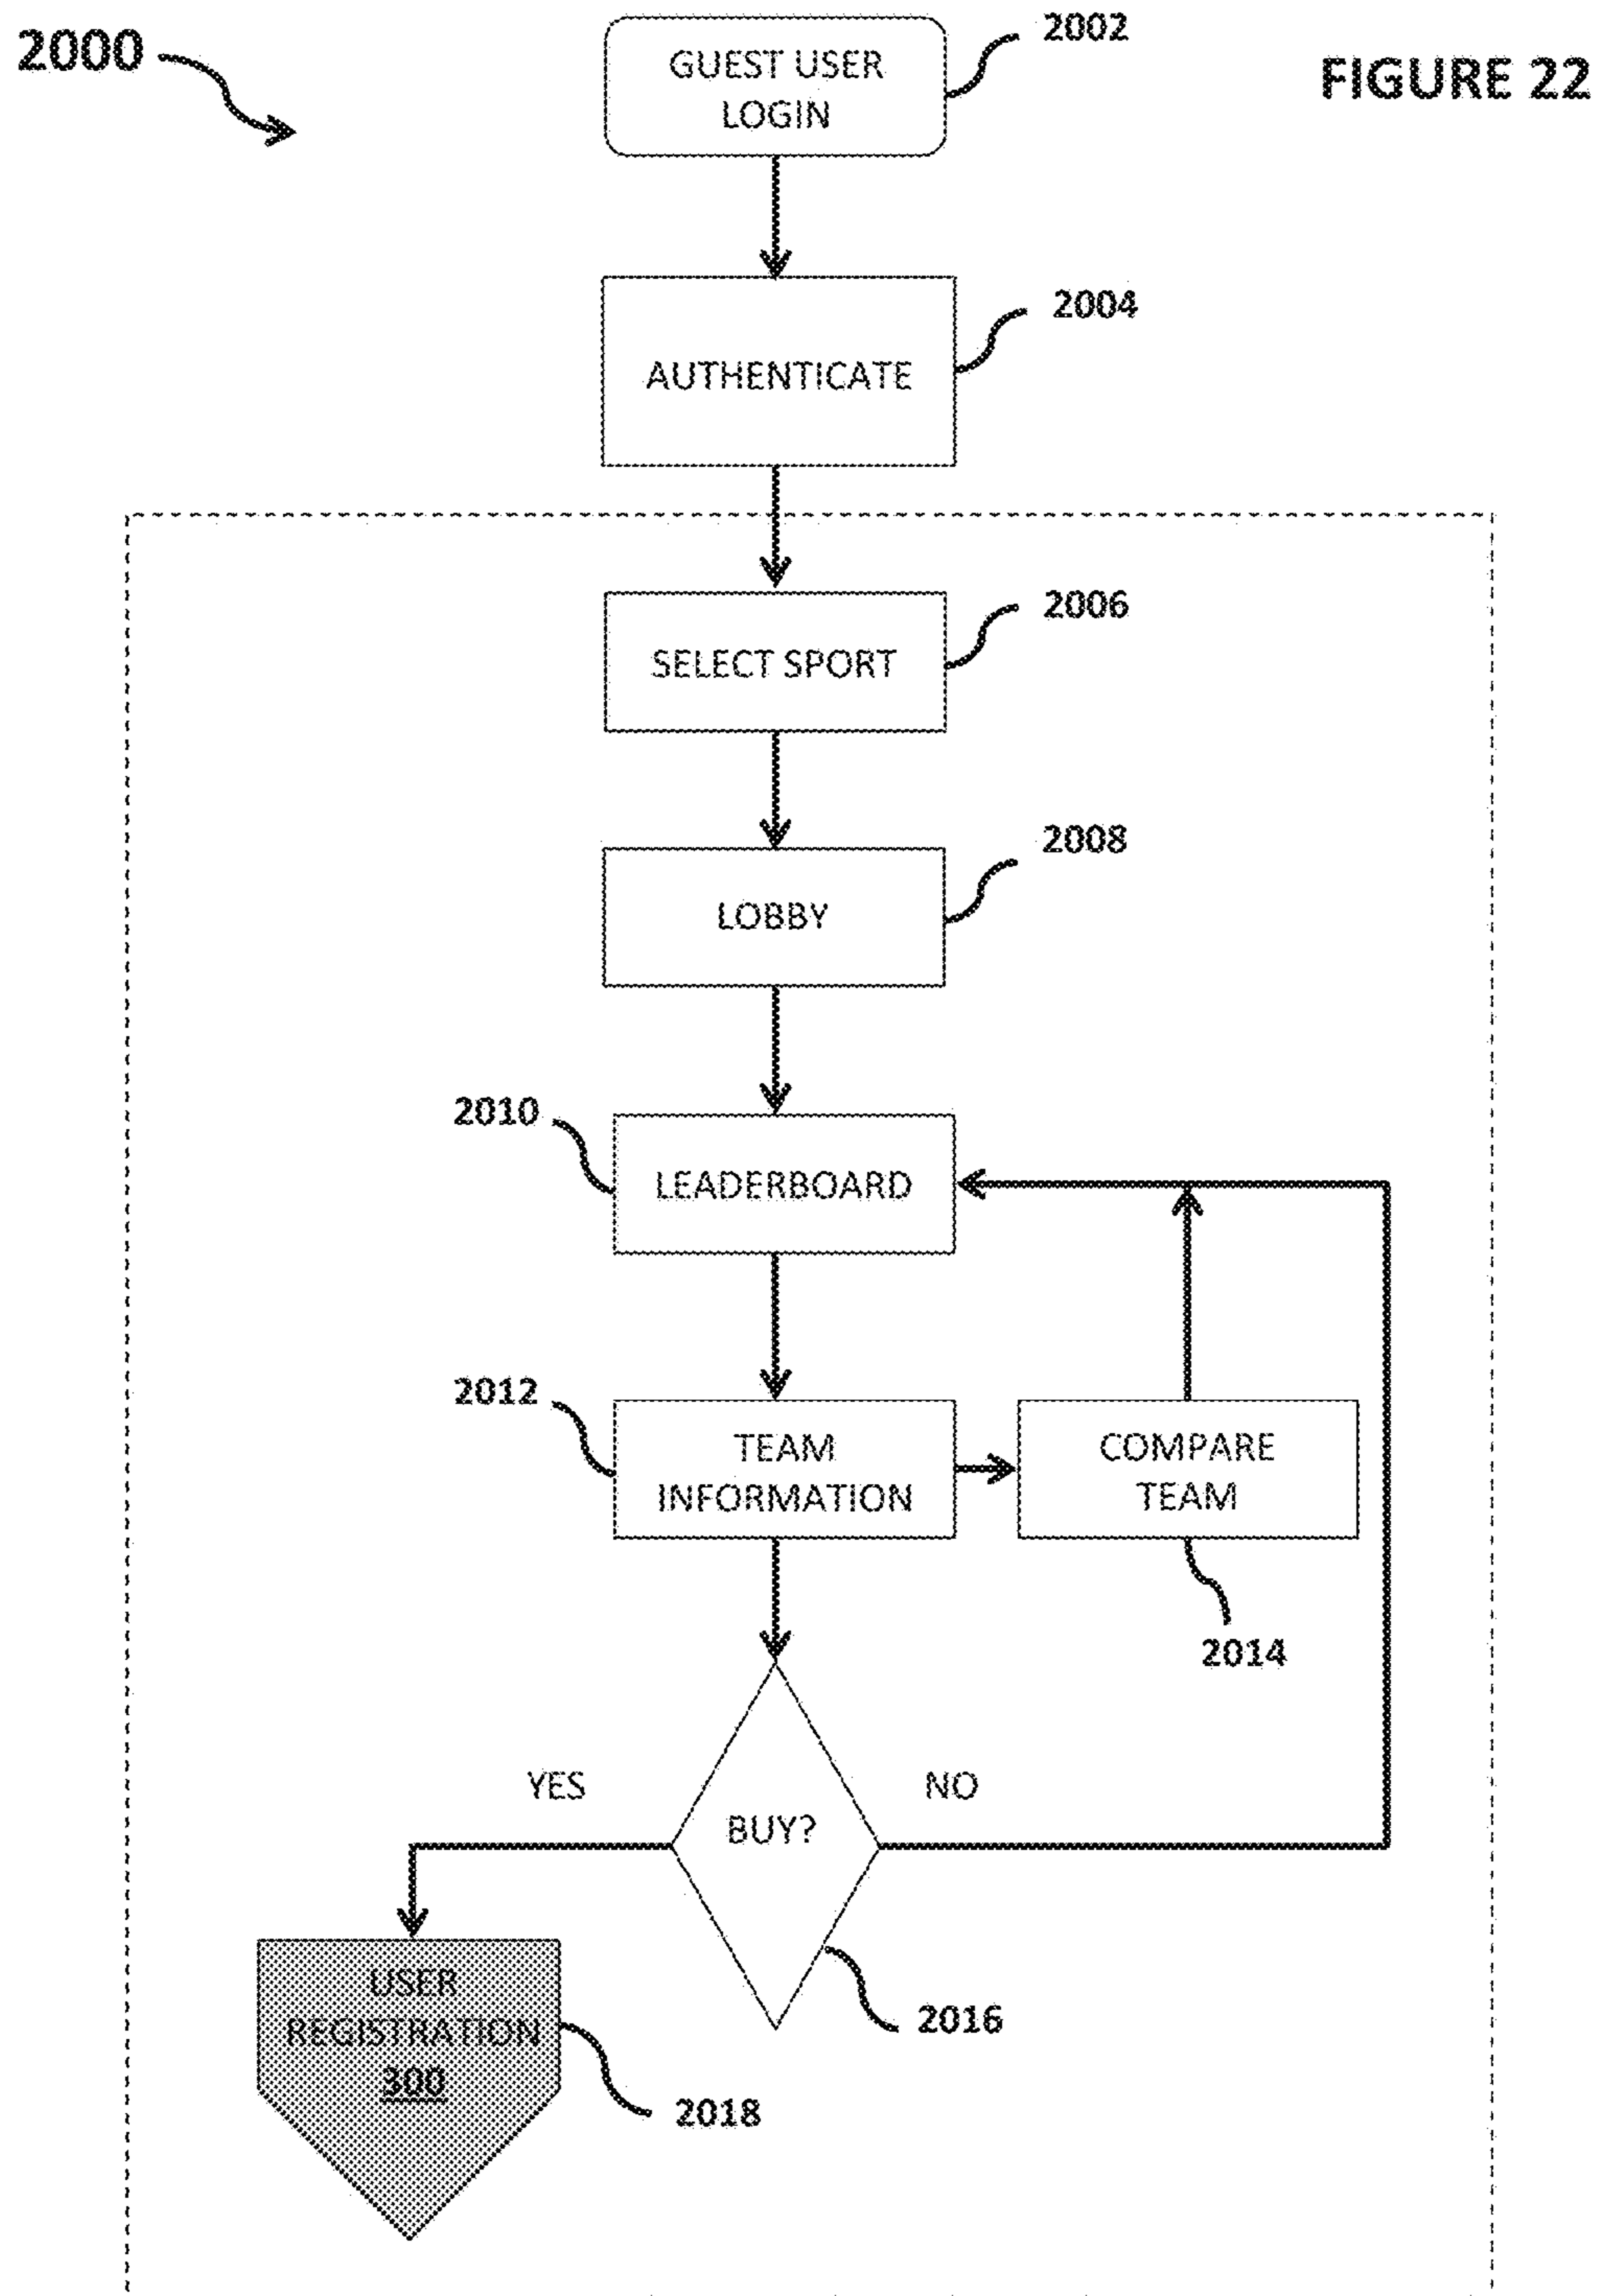 2000
GUEST USER
LOGIN
2002
FIGURE 22
AUTHENTICATE
2004
SELECT SPORT
2006
LOBBY
2008
2010
LEADERBOARD
2012
TEAM
INFORMATION
COMPARE
TEAM
2014
YES
BUY?
NO
2016
USER
REGISTRATION
300
2018